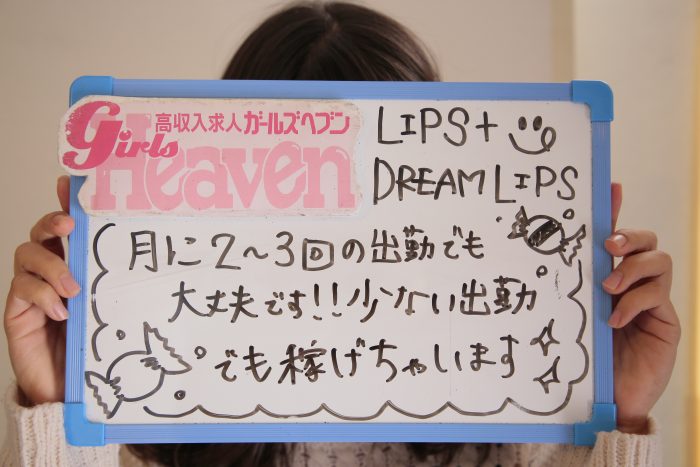 高収入求人ガールズヘブン
Girls Heaven
LIPS+
DREAM LIPS
月に2～3回の出勤でも
大丈夫です!!少ない出勤
でも稼げちゃいます